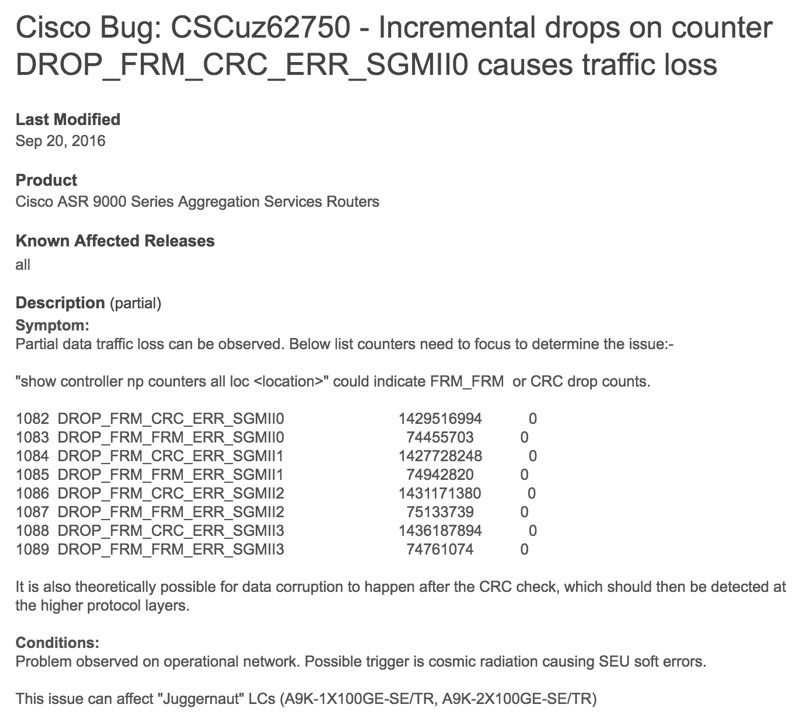 Cisco Bug: CSCuz62750 - Incremental drops on counter
DROP_FRM_CRC_ERR_SGMII0 causes traffic loss
Last Modified
Sep 20, 2016
Product
Cisco ASR 9000 Series Aggregation Services Routers
Known Affected Releases
all
Description (partial)
Symptom:
Partial data traffic loss can be observed. Below list counters need to focus to determine the issue:-
"show controller np counters all loc <location>" could indicate FRM_FRM  or CRC drop counts.
1082  DROP_FRM_CRC_ERR_SGMII0 1429516994 0
1083  DROP_FRM_FRM_ERR_SGMII0 74455703 0
1084  DROP_FRM_CRC_ERR_SGMII1 1427728248 0
1085  DROP_FRM_FRM_ERR_SGMII1 74942820 0
1086  DROP_FRM_CRC_ERR_SGMII2 1431171380 0
1087  DROP_FRM_FRM_ERR_SGMII2 75133739 0
1088  DROP_FRM_CRC_ERR_SGMII3 1436187894 0
1089  DROP_FRM_FRM_ERR_SGMII3 74761074 0
It is also theoretically possible for data corruption to happen after the CRC check, which should then be detected at
the higher protocol layers.
Conditions:
Problem observed on operational network. Possible trigger is cosmic radiation causing SEU soft errors.
This issue can affect "Juggernaut" LCs (A9K-1X100GE-SE/TR, A9K-2X100GE-SE/TR)